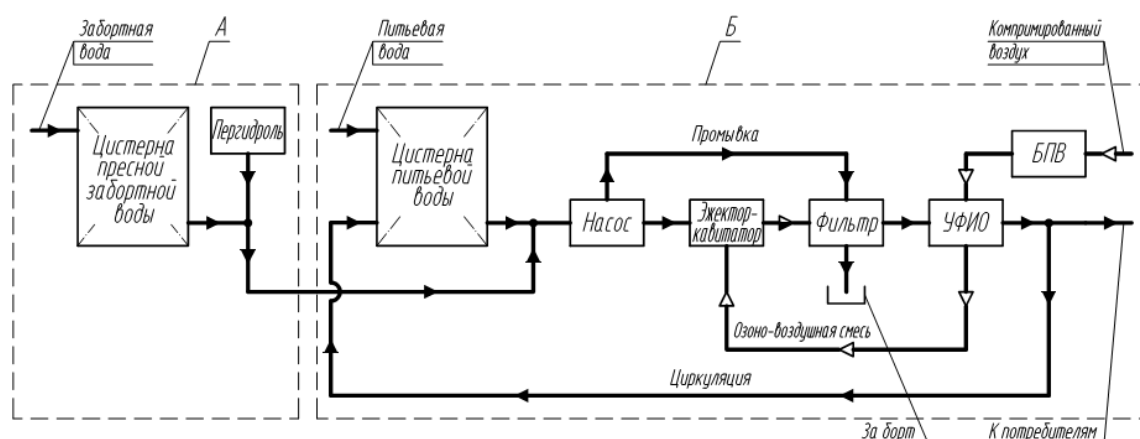 Забортная
вода
А
Питьевая
вода
Б
Компримированный
воздух
Пергидроль
Цистерна
пресной
забортной
воды
Цистерна
питьевой
воды
Промывка
БПВ
Насос
Эжектор-
кавитатор
Фильтр
УФИО
Озоно-воздушная смесь
Циркуляция
За борт
К потребителям